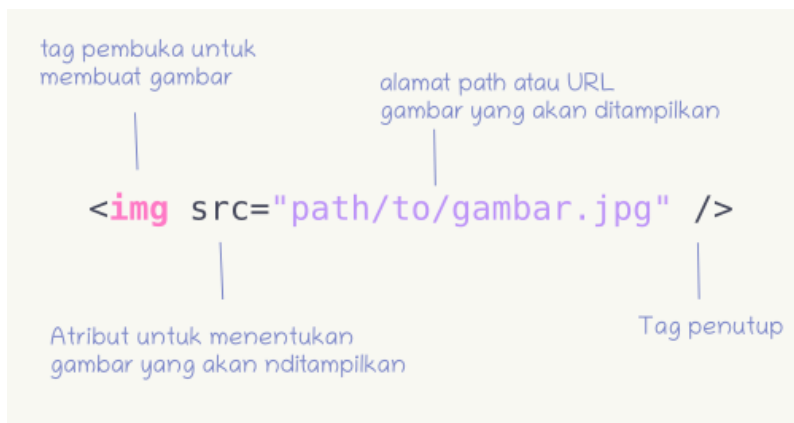 tag pembuka untuk
membuat gambar
alamat path atau URL
gambar yang akan ditampilkan
<img src="path/to/gambar.jpg" />
Atribut untuk menentukan
gambar yang akan nditampilkan
Tag penutup